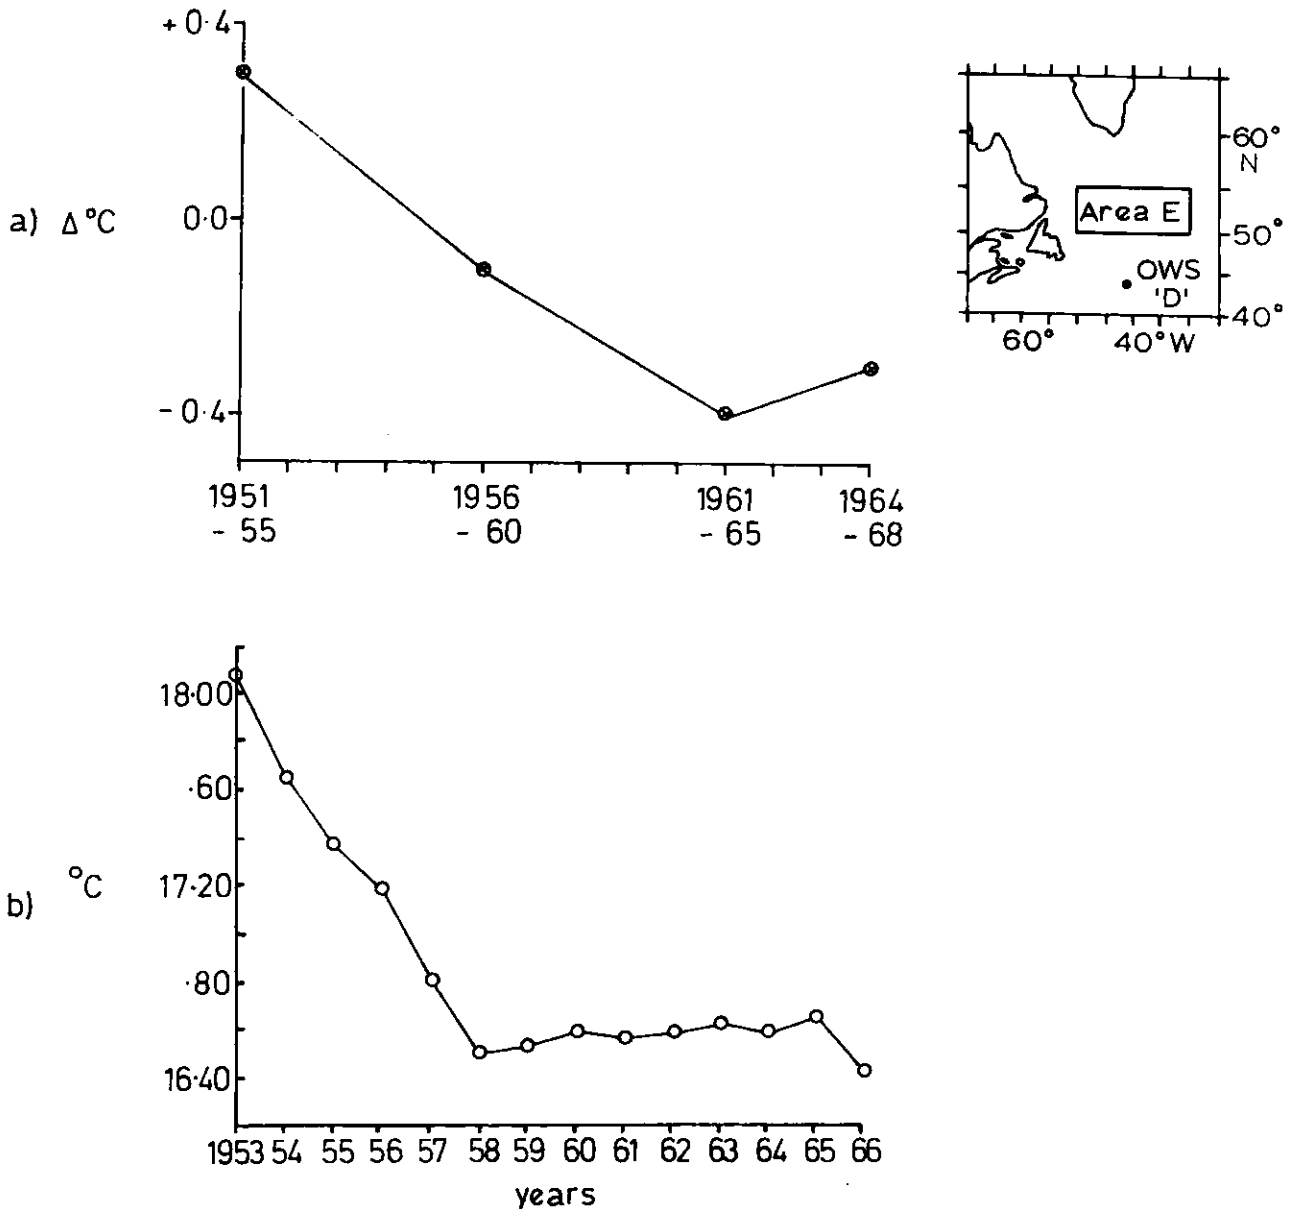 a) Δ °C
+ 0·4
0·0
- 0·4
1951 - 55
1956 - 60
1961 - 65
1964 - 68
60° N
50°
40°
60° 40°W
Area E
OWS 'D'
b) °C
18·00
·60
17·20
·80
16·40
1953 54 55 56 57 58 59 60 61 62 63 64 65 66
years